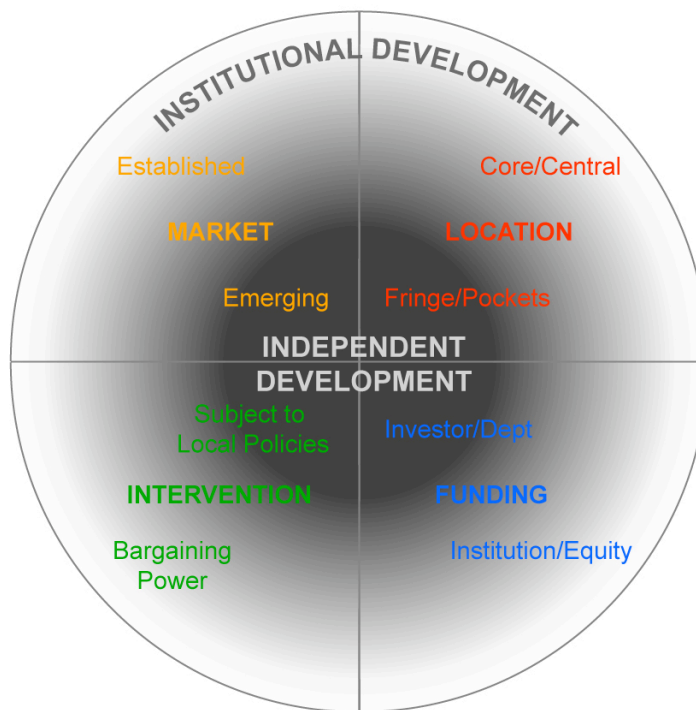 INSTITUTIONAL DEVELOPMENT
Established
MARKET
Emerging
Core/Central
LOCATION
Fringe/Pockets
INDEPENDENT
DEVELOPMENT
Subject to
Local Policies
INTERVENTION
Bargaining
Power
Investor/Dept
FUNDING
Institution/Equity